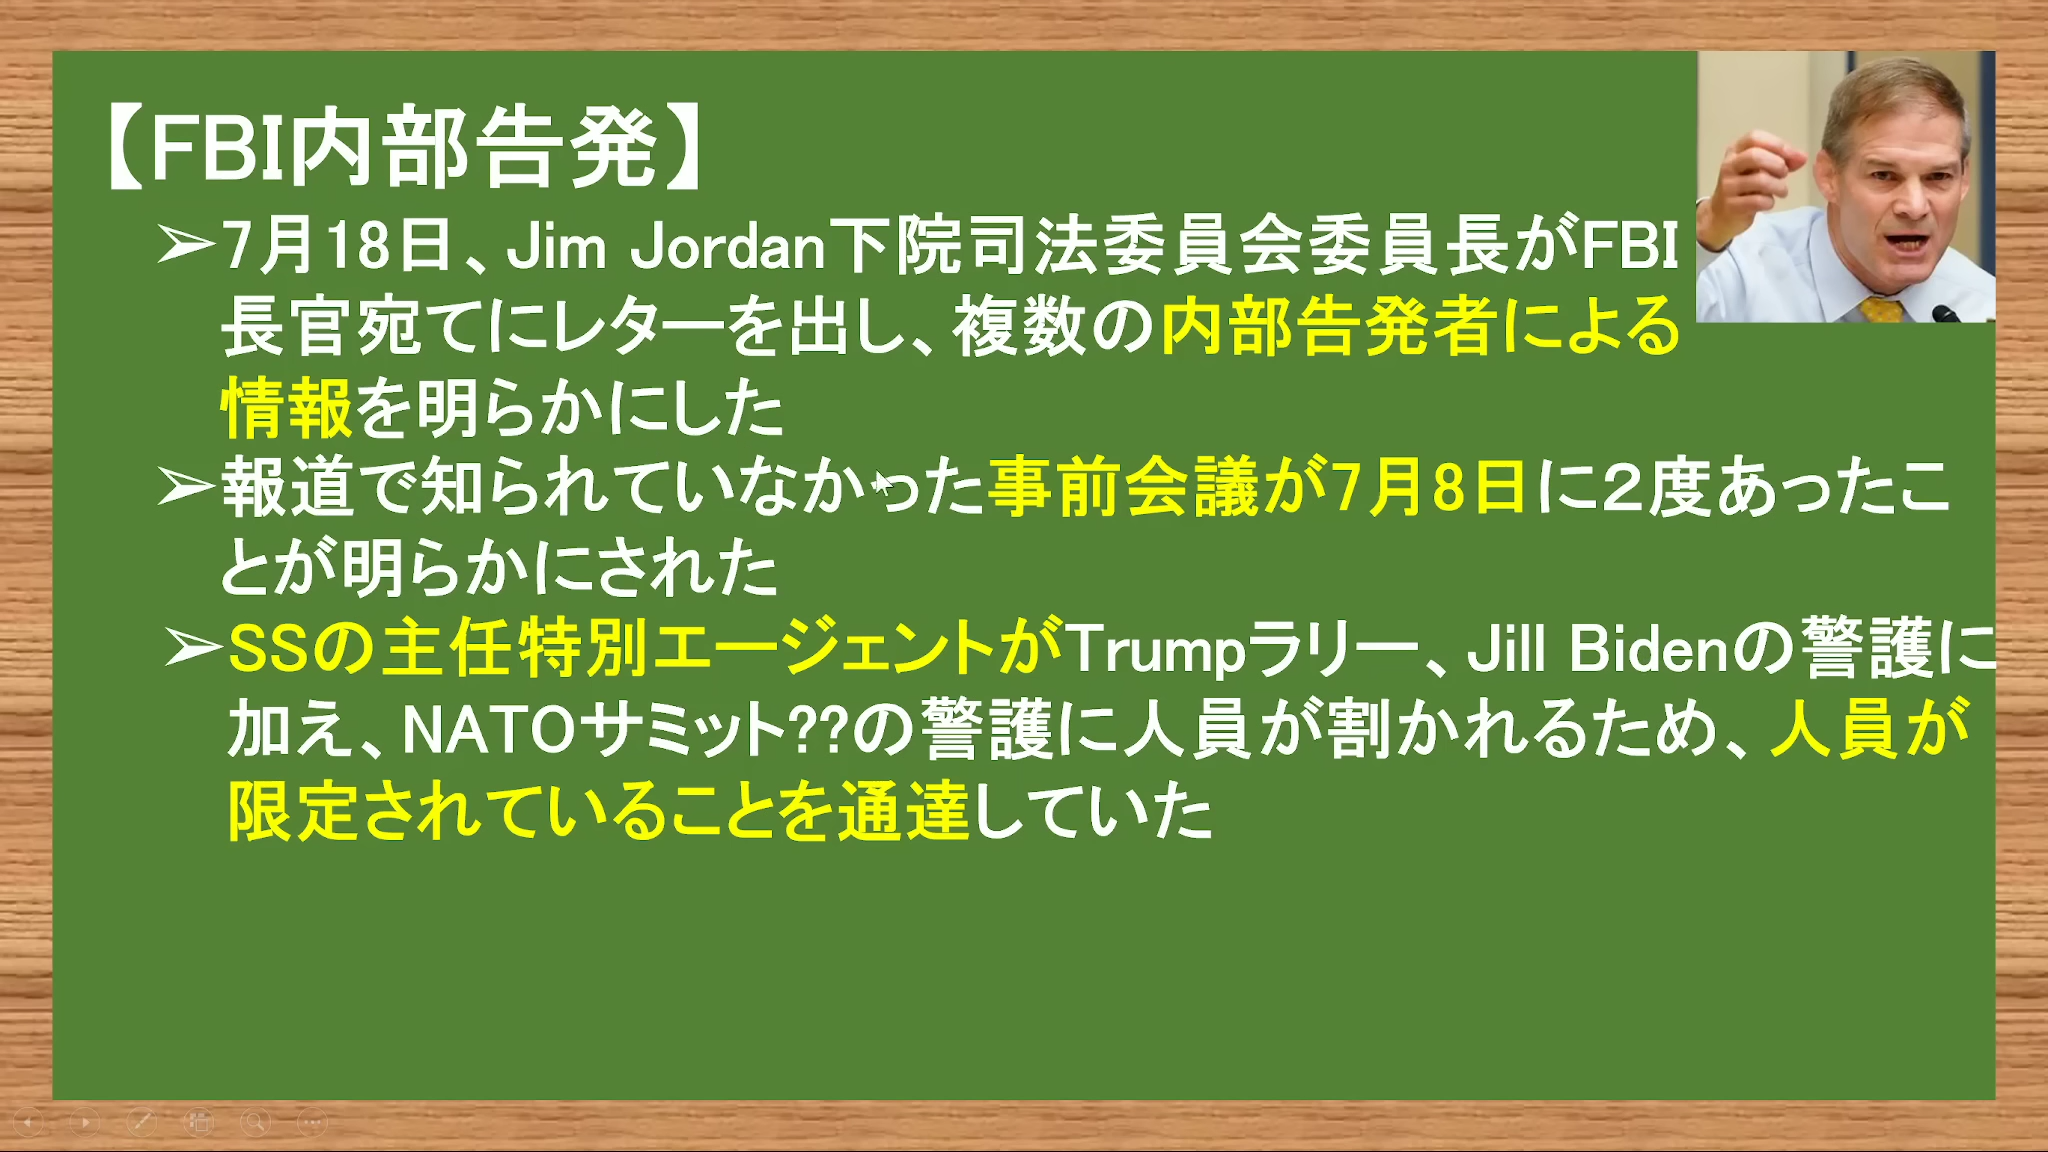 【FBI内部告発】
➢7月18日、Jim Jordan下院司法委員会委員長がFBI
長官宛てにレターを出し、複数の内部告発者による
情報を明らかにした
➢報道で知られていなかった事前会議が7月8日に２度あったこ
とが明らかにされた
➢SSの主任特別エージェントがTrumpラリー、Jill Bidenの警護に
加え、NATOサミット??の警護に人員が割かれるため、人員が
限定されていることを通達していた